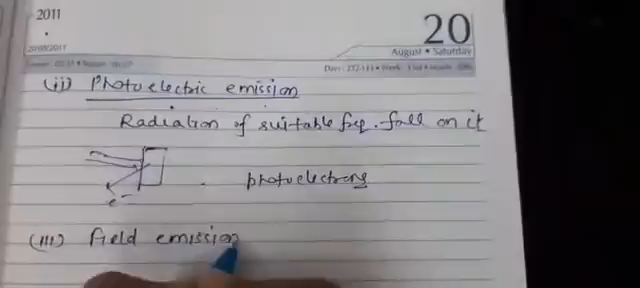 2011
20
August • Saturday
(ii) Photoelectric emission
Radiation of suitable freq. fall on it
e⁻
photoelectrons
(iii) Field emission